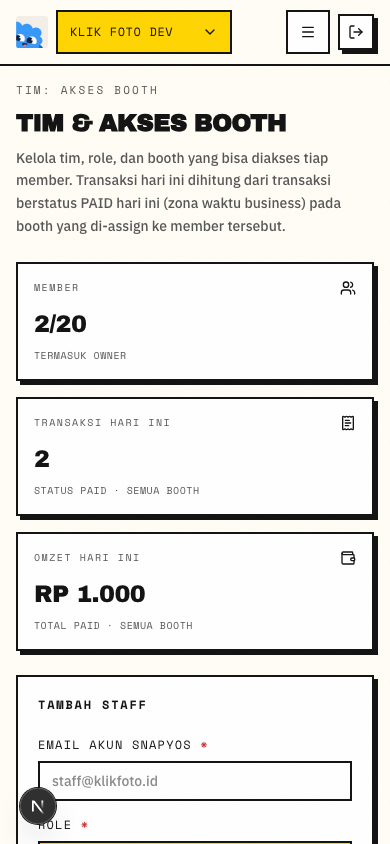 KLIK FOTO DEV
TIM: AKSES BOOTH
TIM & AKSES BOOTH
Kelola tim, role, dan booth yang bisa diakses tiap
member. Transaksi hari ini dihitung dari transaksi
berstatus PAID hari ini (zona waktu business) pada
booth yang di-assign ke member tersebut.
MEMBER
2/20
TERMASUK OWNER
TRANSAKSI HARI INI
2
STATUS PAID · SEMUA BOOTH
OMZET HARI INI
RP 1.000
TOTAL PAID · SEMUA BOOTH
TAMBAH STAFF
EMAIL AKUN SNAPYOS *
staff@klikfoto.id
N
ROLE *